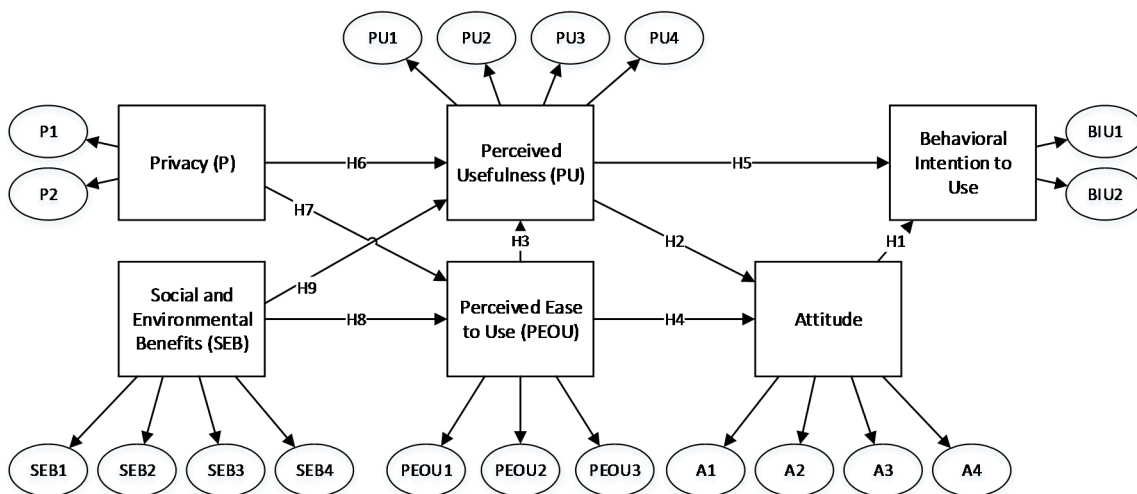 PU1
PU2
PU3
PU4
P1
P2
Privacy (P)
H6
Perceived
Usefulness (PU)
H5
Behavioral
Intention to
Use
BIU1
BIU2
H7
H3
H2
H1
H9
Social and
Environmental
Benefits (SEB)
H8
Perceived Ease
to Use (PEOU)
H4
Attitude
SEB1
SEB2
SEB3
SEB4
PEOU1
PEOU2
PEOU3
A1
A2
A3
A4